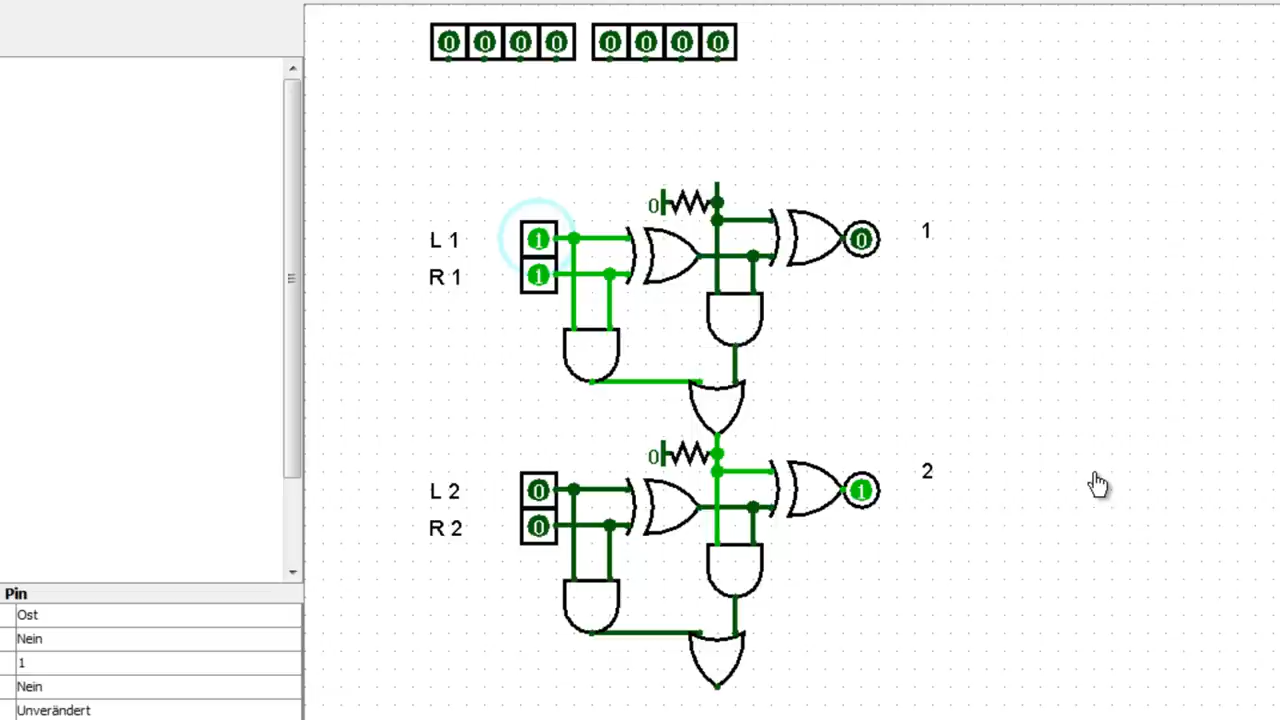 0 0 0 0 0 0 0 0
0
L 1 1 0 1
R 1 1
0
L 2 0 1 2
R 2 0
Pin
Ost
Nein
1
Nein
Unverändert